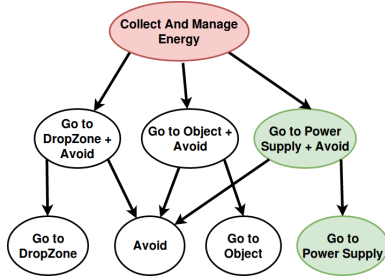 Collect And Manage
Energy
Go to
DropZone +
Avoid
Go to Object +
Avoid
Go to Power
Supply + Avoid
Go to
DropZone
Avoid
Go to
Object
Go to
Power Supply